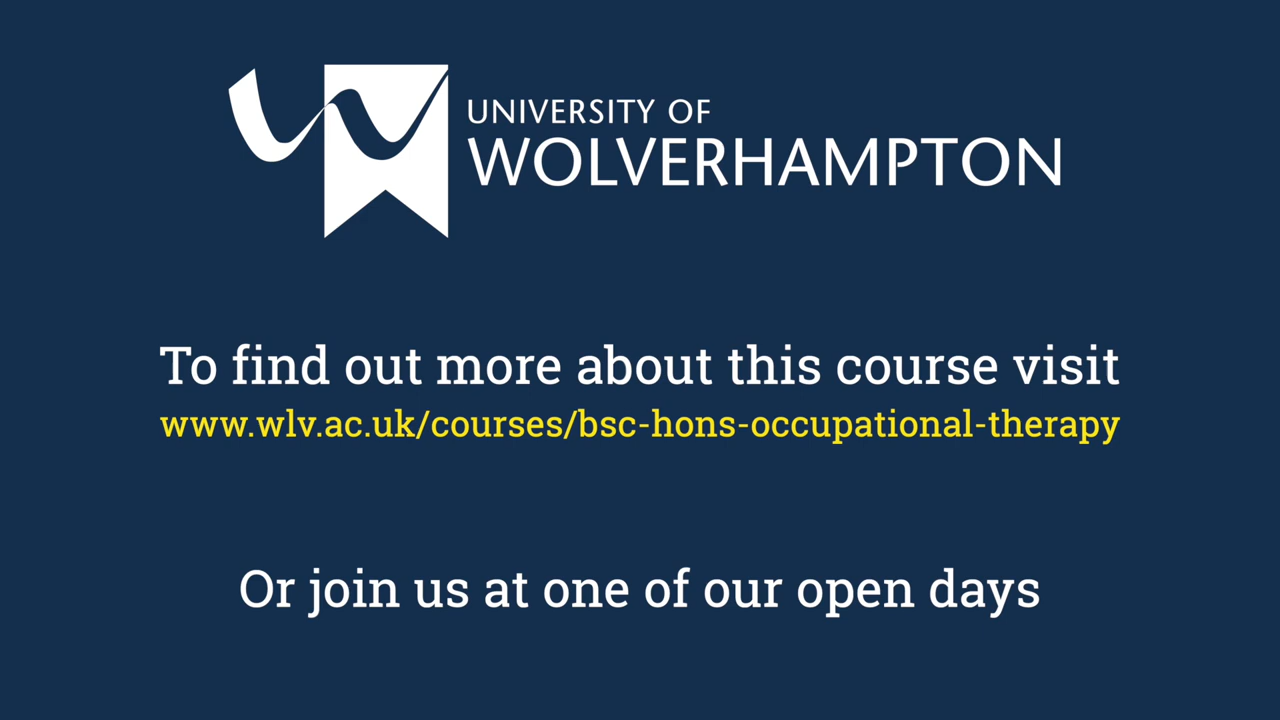 UNIVERSITY OF
WOLVERHAMPTON
To find out more about this course visit
www.wlv.ac.uk/courses/bsc-hons-occupational-therapy
Or join us at one of our open days